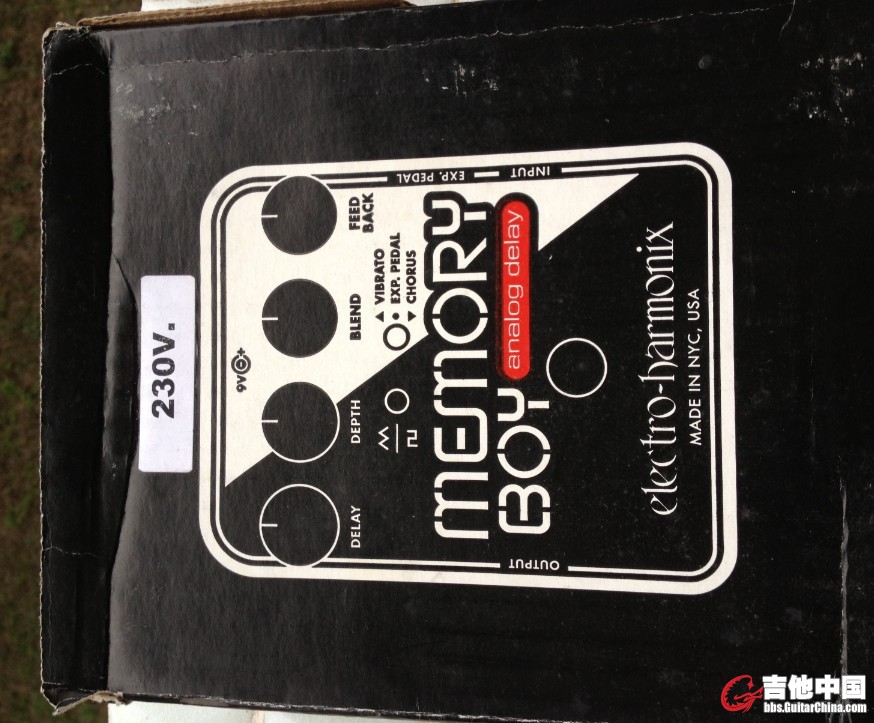 230V.
9V
DELAY
DEPTH
BLEND
FEED
BACK
VIBRATO
EXP. PEDAL
CHORUS
EXP. PEDAL
INPUT
OUTPUT
MEMORY
BOY
analog delay
electro-harmonix
MADE IN NYC, USA
吉他中国
bbs.GuitarChina.com